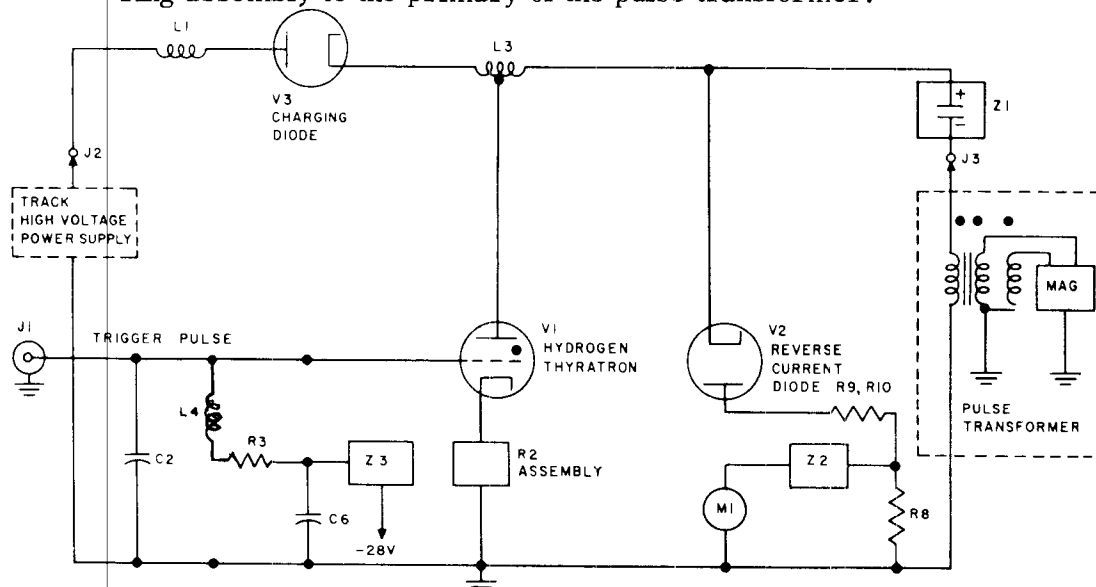 ring assembly to the primary of the pulse transformer.
L1
L3
V3
CHARGING
DIODE
+
−
Z1
J2
J3
TRACK
HIGH VOLTAGE
POWER SUPPLY
MAG
J1
TRIGGER PULSE
V1
HYDROGEN
THYRATRON
V2
REVERSE
CURRENT
DIODE R9, R10
PULSE
TRANSFORMER
L4
R3
C2
Z3
R2
ASSEMBLY
Z2
M1
R8
C6
-28V